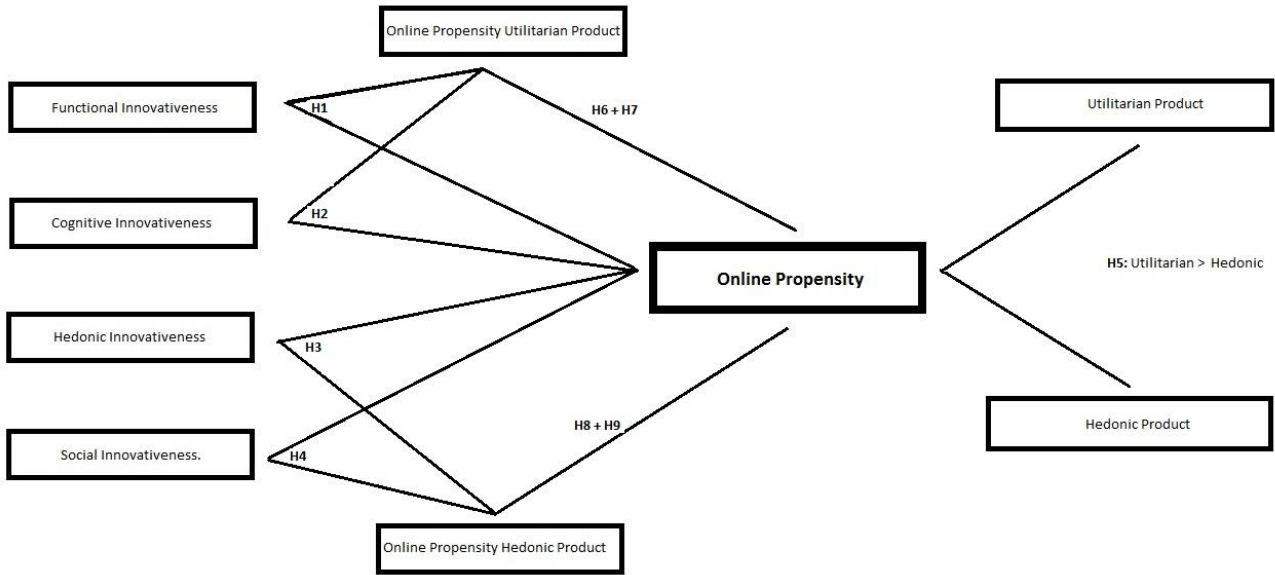 Online Propensity Utilitarian Product
Functional Innovativeness
H1
H6 + H7
Utilitarian Product
Cognitive Innovativeness
H2
Online Propensity
H5: Utilitarian > Hedonic
Hedonic Innovativeness
H3
Social Innovativeness.
H4
H8 + H9
Hedonic Product
Online Propensity Hedonic Product